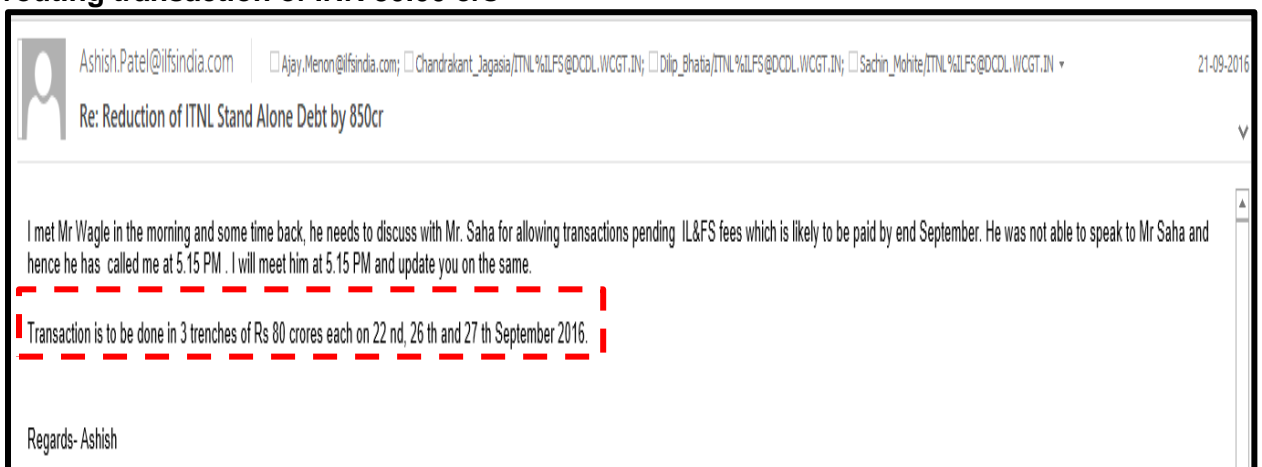 routing transaction of INR 80.00 crs
Ashish.Patel@ilfsindia.com Ajay.Menon@ilfsindia.com; Chandrakant_Jagasia/ITNL%ILFS@DCDL.WCGT.IN; Dilip_Bhatia/ITNL%ILFS@DCDL.WCGT.IN; Sachin_Mohite/ITNL%ILFS@DCDL.WCGT.IN 21-09-2016
Re: Reduction of ITNL Stand Alone Debt by 850cr
I met Mr Wagle in the morning and some time back, he needs to discuss with Mr. Saha for allowing transactions pending IL&FS fees which is likely to be paid by end September. He was not able to speak to Mr Saha and
hence he has called me at 5.15 PM . I will meet him at 5.15 PM and update you on the same.
Transaction is to be done in 3 trenches of Rs 80 crores each on 22 nd, 26 th and 27 th September 2016.
Regards- Ashish